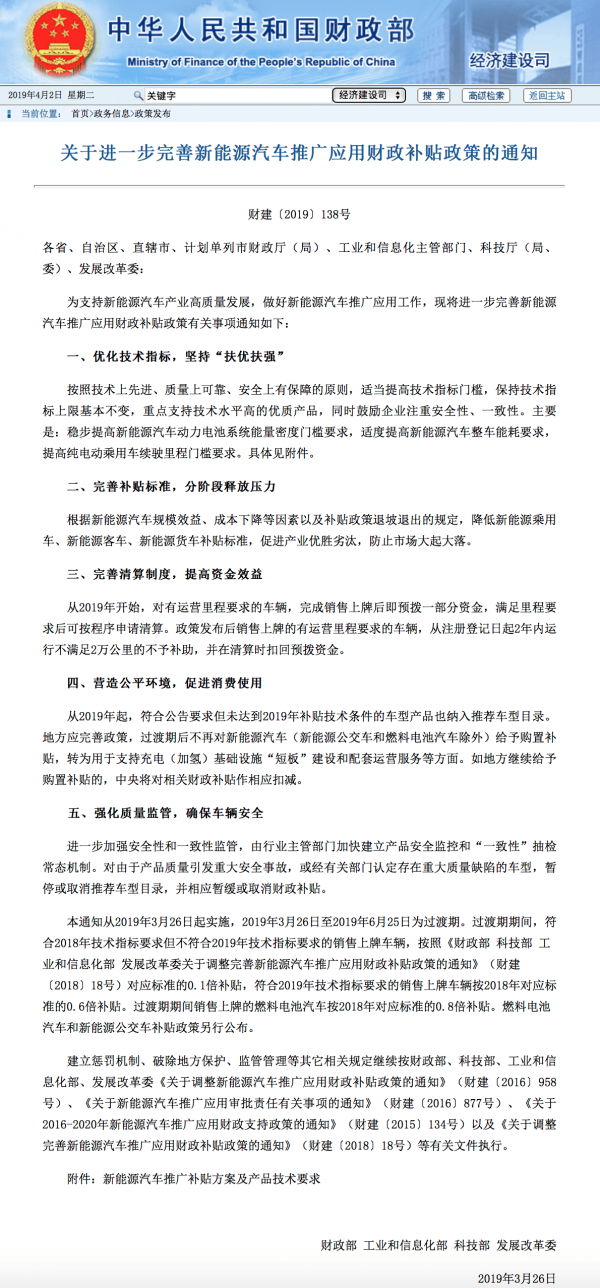 中华人民共和国财政部
Ministry of Finance of the People's Republic of China
经济建设司
2019年4月2日 星期二 关键字 经济建设司 搜 索 高级检索 返回主站
当前位置： 首页>政务信息>政策发布
关于进一步完善新能源汽车推广应用财政补贴政策的通知
财建〔2019〕138号
各省、自治区、直辖市、计划单列市财政厅（局）、工业和信息化主管部门、科技厅（局、
委）、发展改革委：
为支持新能源汽车产业高质量发展，做好新能源汽车推广应用工作，现将进一步完善新能源
汽车推广应用财政补贴政策有关事项通知如下：
一、优化技术指标，坚持“扶优扶强”
按照技术上先进、质量上可靠、安全上有保障的原则，适当提高技术指标门槛，保持技术指
标上限基本不变，重点支持技术水平高的优质产品，同时鼓励企业注重安全性、一致性。主要
是：稳步提高新能源汽车动力电池系统能量密度门槛要求，适度提高新能源汽车整车能耗要求，
提高纯电动乘用车续驶里程门槛要求。具体见附件。
二、完善补贴标准，分阶段释放压力
根据新能源汽车规模效益、成本下降等因素以及补贴政策退坡退出的规定，降低新能源乘用
车、新能源客车、新能源货车补贴标准，促进产业优胜劣汰，防止市场大起大落。
三、完善清算制度，提高资金效益
从2019年开始，对有运营里程要求的车辆，完成销售上牌后即预拨一部分资金，满足里程要
求后可按程序申请清算。政策发布后销售上牌的有运营里程要求的车辆，从注册登记日起2年内运
行不满足2万公里的不予补助，并在清算时扣回预拨资金。
四、营造公平环境，促进消费使用
从2019年起，符合公告要求但未达到2019年补贴技术条件的车型产品也纳入推荐车型目录。
地方应完善政策，过渡期后不再对新能源汽车（新能源公交车和燃料电池汽车除外）给予购置补
贴，转为用于支持充电（加氢）基础设施“短板”建设和配套运营服务等方面。如地方继续给予
购置补贴的，中央将对相关财政补贴作相应扣减。
五、强化质量监管，确保车辆安全
进一步加强安全性和一致性监管，由行业主管部门加快建立产品安全监控和“一致性”抽检
常态机制。对由于产品质量引发重大安全事故，或经有关部门认定存在重大质量缺陷的车型，暂
停或取消推荐车型目录，并相应暂缓或取消财政补贴。
本通知从2019年3月26日起实施，2019年3月26日至2019年6月25日为过渡期。过渡期期间，符
合2018年技术指标要求但不符合2019年技术指标要求的销售上牌车辆，按照《财政部 科技部 工
业和信息化部 发展改革委关于调整完善新能源汽车推广应用财政补贴政策的通知》（财建
〔2018〕18号）对应标准的0.1倍补贴，符合2019年技术指标要求的销售上牌车辆按2018年对应标
准的0.6倍补贴。过渡期期间销售上牌的燃料电池汽车按2018年对应标准的0.8倍补贴。燃料电池
汽车和新能源公交车补贴政策另行公布。
建立惩罚机制、破除地方保护、监管管理等其它相关规定继续按财政部、科技部、工业和信
息化部、发展改革委《关于调整新能源汽车推广应用财政补贴政策的通知》（财建〔2016〕958
号）、《关于新能源汽车推广应用审批责任有关事项的通知》（财建〔2016〕877号）、《关于
2016-2020年新能源汽车推广应用财政支持政策的通知》（财建〔2015〕134号）以及《关于调整
完善新能源汽车推广应用财政补贴政策的通知》（财建〔2018〕18号）等有关文件执行。
附件：新能源汽车推广补贴方案及产品技术要求
财政部 工业和信息化部 科技部 发展改革委
2019年3月26日